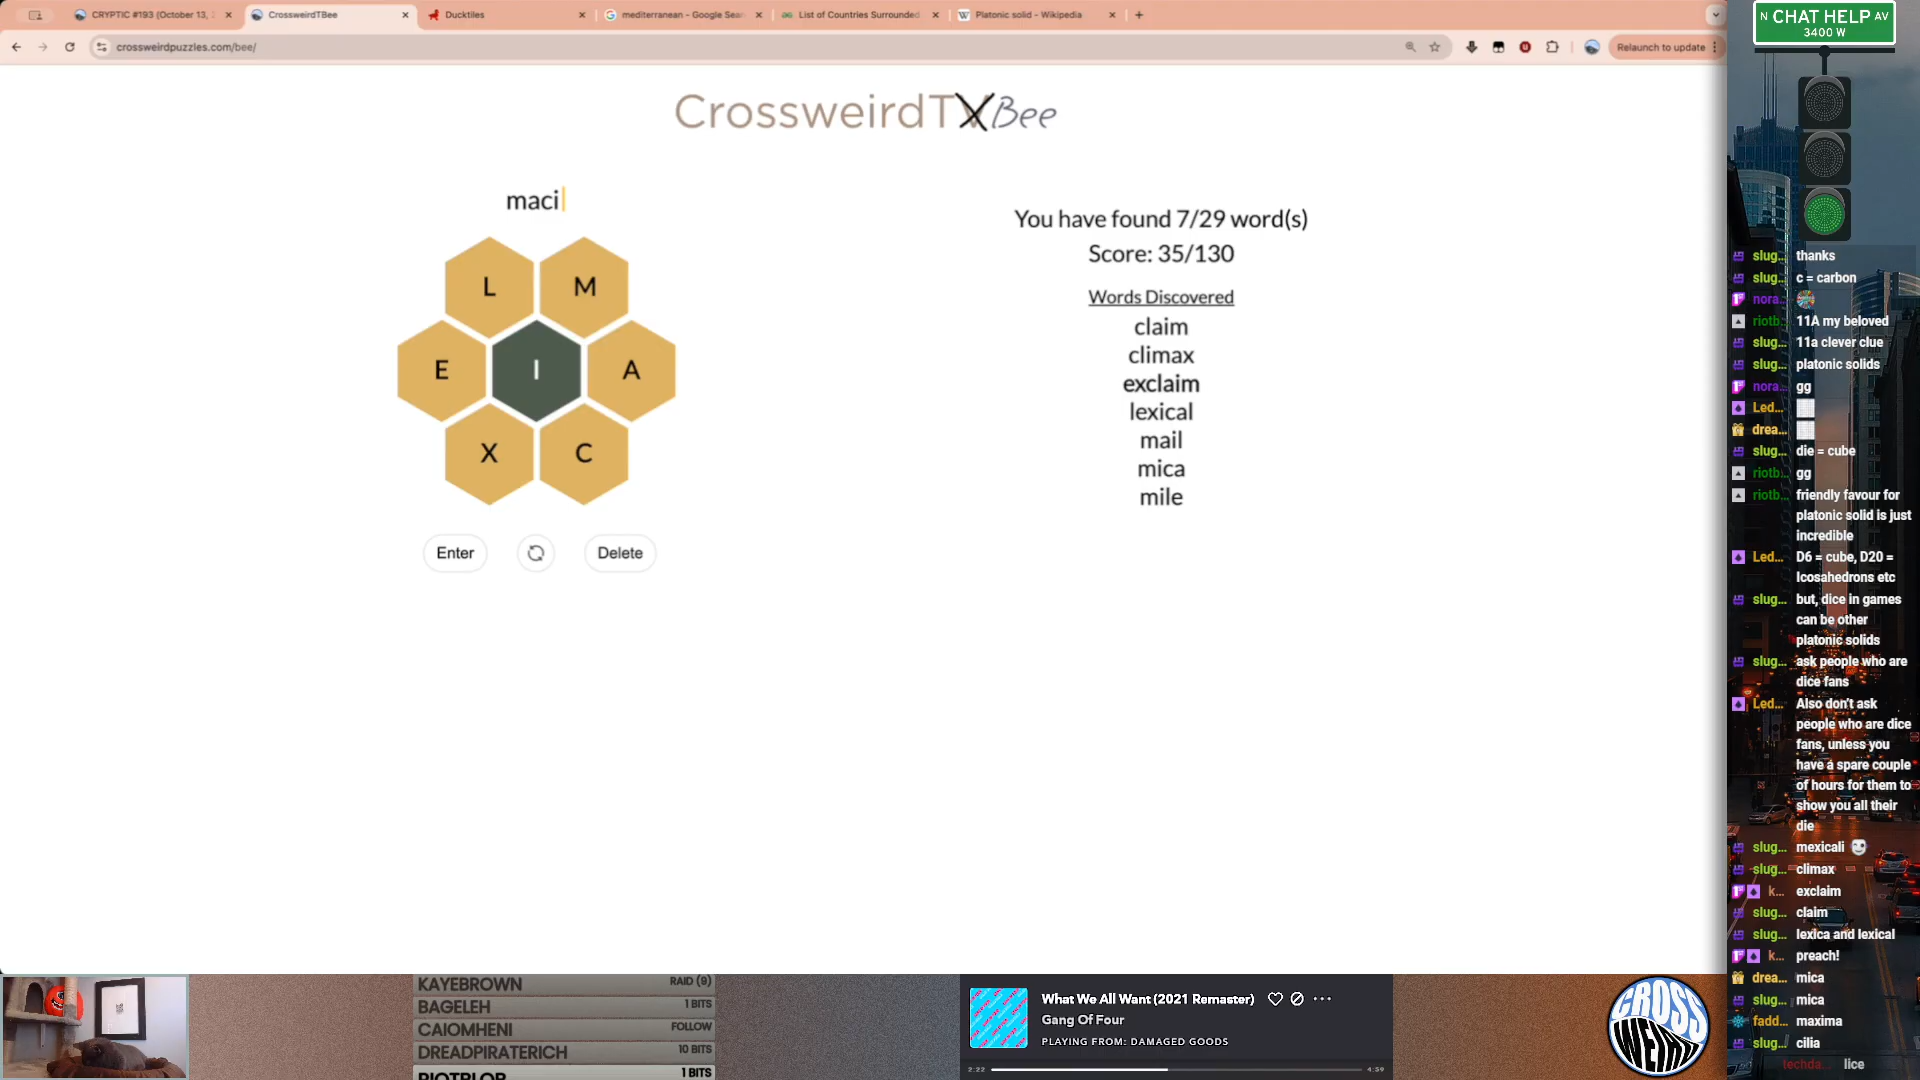 CRYPTIC #193 (October 13, 2
CrossweirdTBee
Ducktiles
mediterranean - Google Sear
List of Countries Surrounded
Platonic solid - Wikipedia
crossweirdpuzzles.com/bee/
Relaunch to update
CrossweirdTV Bee
maci
L
M
E
I
A
X
C
Enter
Delete
You have found 7/29 word(s)
Score: 35/130
Words Discovered
claim
climax
exclaim
lexical
mail
mica
mile
N CHAT HELP AV
3400 W
slug... thanks
slug... c = carbon
nora...
riotb... 11A my beloved
slug... 11a clever clue
slug... platonic solids
nora... gg
Led...
drea...
slug... die = cube
riotb... gg
riotb... friendly favour for
platonic solid is just
incredible
Led... D6 = cube, D20 =
Icosahedrons etc
slug... but, dice in games
can be other
platonic solids
slug... ask people who are
dice fans
Led... Also don't ask
people who are dice
fans, unless you
have a spare couple
of hours for them to
show you all their
die
slug... mexicali
slug... climax
k... exclaim
slug... claim
slug... lexica and lexical
k... preach!
drea... mica
slug... mica
fadd... maxima
slug... cilia
techda... lice
KAYEBROWN RAID (9)
BAGELEH 1 BITS
CAIOMHENI FOLLOW
DREADPIRATERICH 10 BITS
RIOTBLOB 1 BITS
What We All Want (2021 Remaster)
Gang Of Four
PLAYING FROM: DAMAGED GOODS
2:22
4:59
CROSS
WEIRD